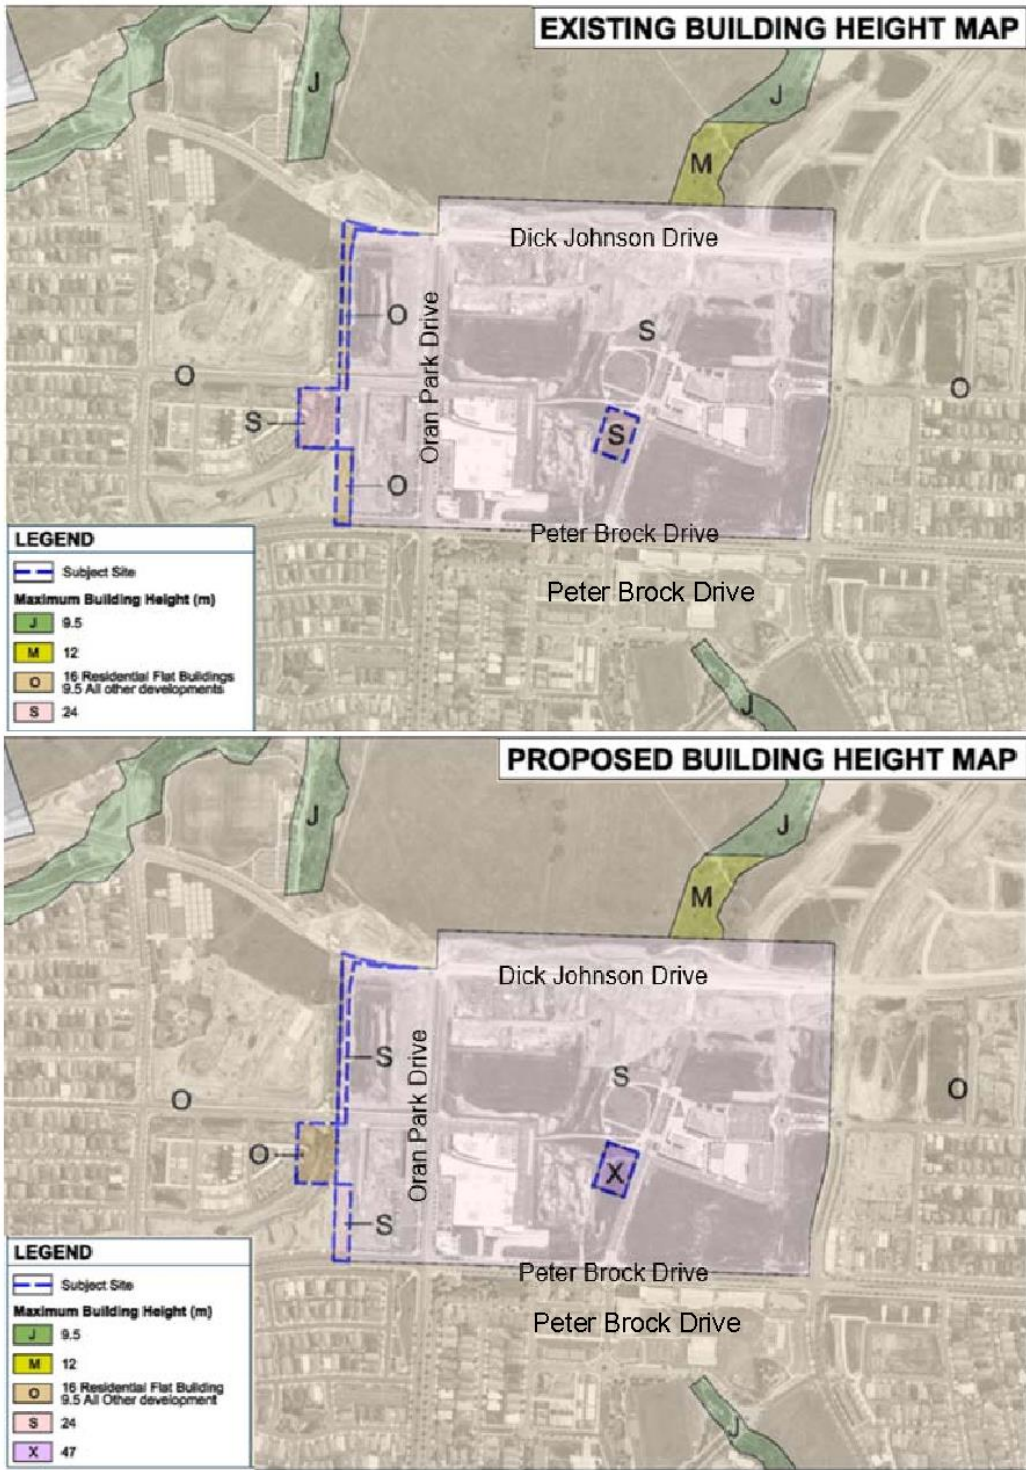 EXISTING BUILDING HEIGHT MAP
J
J
M
Dick Johnson Drive
O
Oran Park Drive
S
O
O
S
S
O
Peter Brock Drive
Peter Brock Drive
J
LEGEND
Subject Site
Maximum Building Height (m)
J 9.5
M 12
O 16 Residential Flat Buildings
9.5 All other developments
S 24
PROPOSED BUILDING HEIGHT MAP
J
J
M
Dick Johnson Drive
S
Oran Park Drive
S
O
O
O
X
S
Peter Brock Drive
Peter Brock Drive
J
LEGEND
Subject Site
Maximum Building Height (m)
J 9.5
M 12
O 16 Residential Flat Building
9.5 All Other development
S 24
X 47